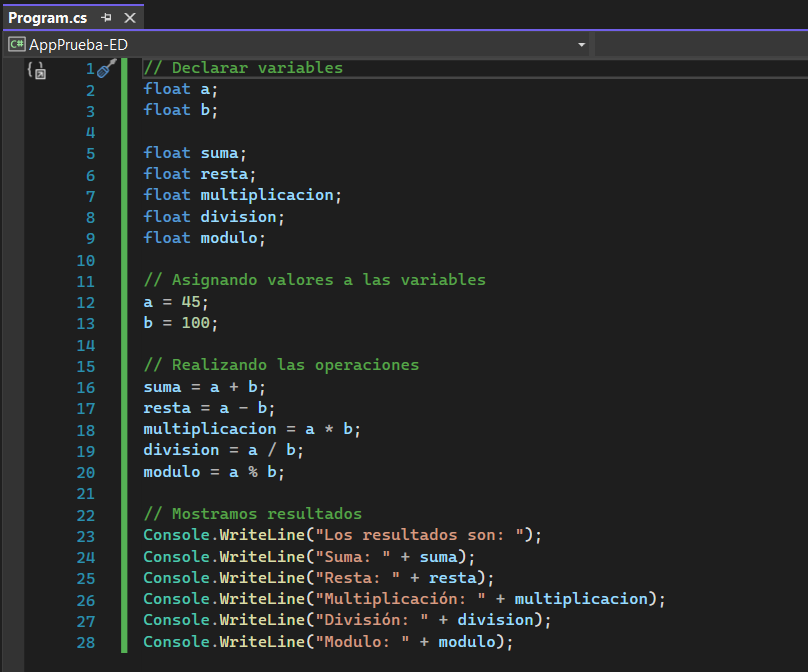 Program.cs
C# AppPrueba-ED
1 // Declarar variables
2 float a;
3 float b;
4
5 float suma;
6 float resta;
7 float multiplicacion;
8 float division;
9 float modulo;
10
11 // Asignando valores a las variables
12 a = 45;
13 b = 100;
14
15 // Realizando las operaciones
16 suma = a + b;
17 resta = a - b;
18 multiplicacion = a * b;
19 division = a / b;
20 modulo = a % b;
21
22 // Mostramos resultados
23 Console.WriteLine("Los resultados son: ");
24 Console.WriteLine("Suma: " + suma);
25 Console.WriteLine("Resta: " + resta);
26 Console.WriteLine("Multiplicación: " + multiplicacion);
27 Console.WriteLine("División: " + division);
28 Console.WriteLine("Modulo: " + modulo);